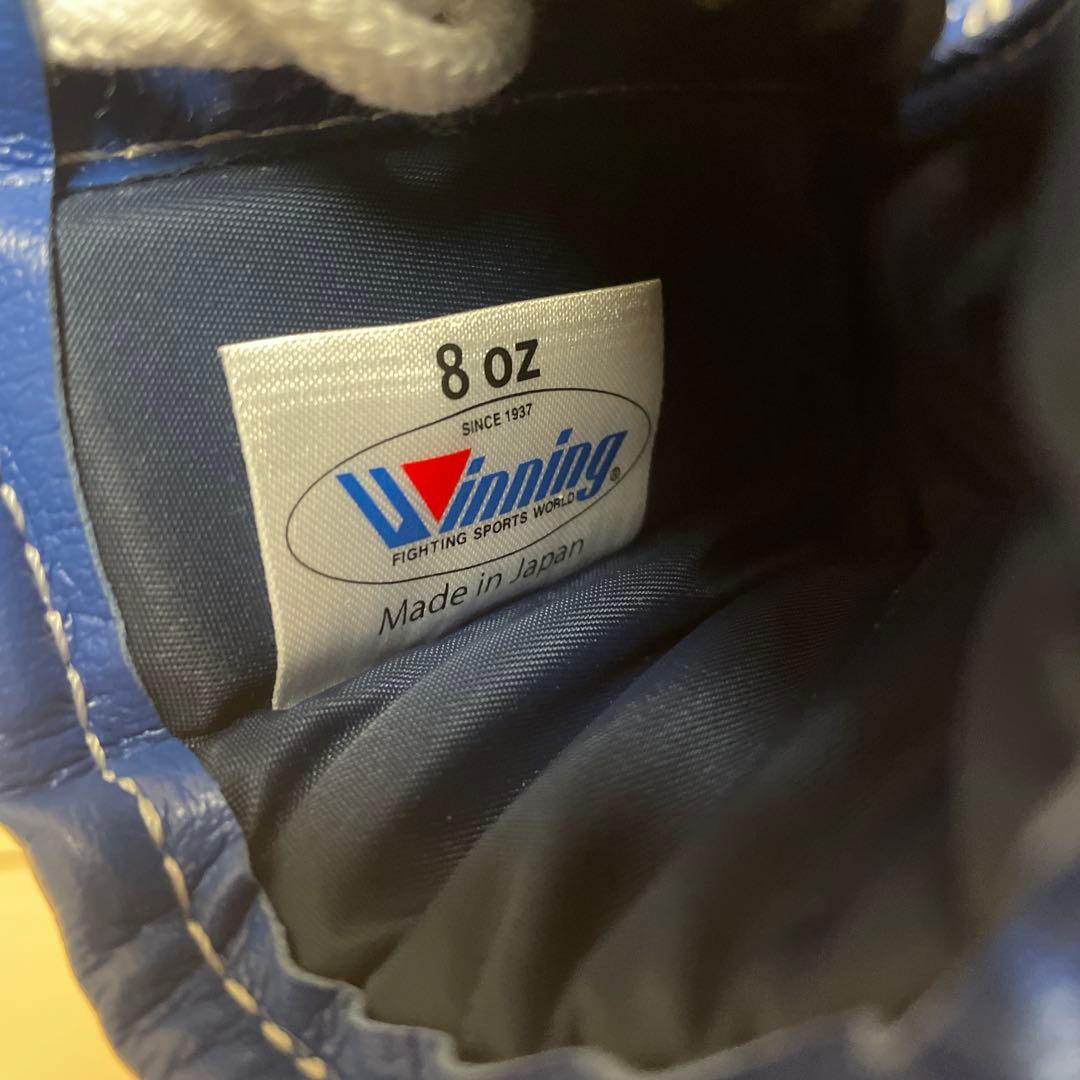 8 oz
SINCE 1937
Winning®
FIGHTING SPORTS WORLD
Made in Japan